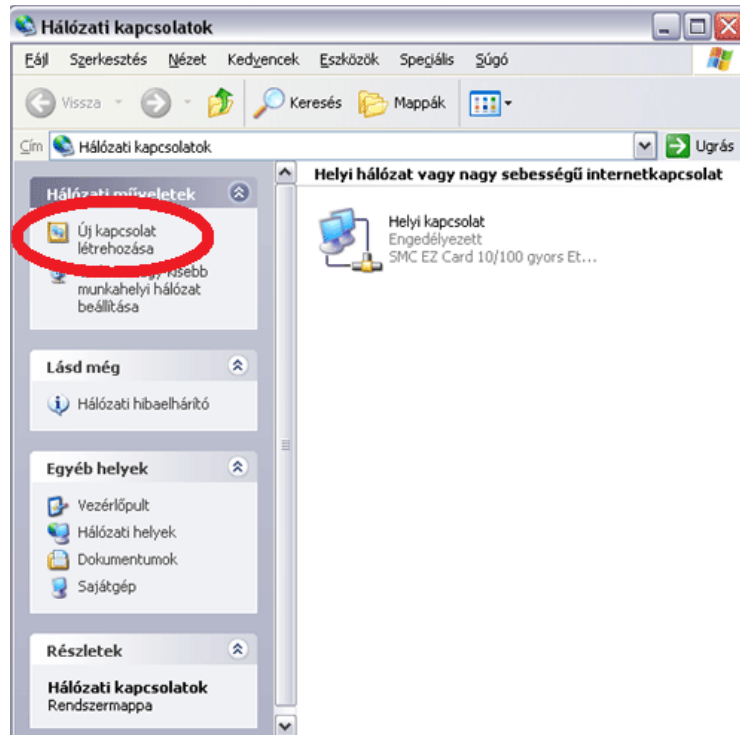 Hálózati kapcsolatok
Fájl Szerkesztés Nézet Kedvencek Eszközök Speciális Súgó
Vissza Keresés Mappák
Cím Hálózati kapcsolatok Ugrás
Hálózati műveletek
Új kapcsolat
létrehozása
kisebb
munkahelyi hálózat
beállítása
Lásd még
Hálózati hibaelhárító
Egyéb helyek
Vezérlőpult
Hálózati helyek
Dokumentumok
Sajátgép
Részletek
Hálózati kapcsolatok
Rendszermappa
Helyi hálózat vagy nagy sebességű internetkapcsolat
Helyi kapcsolat
Engedélyezett
SMC EZ Card 10/100 gyors Et...